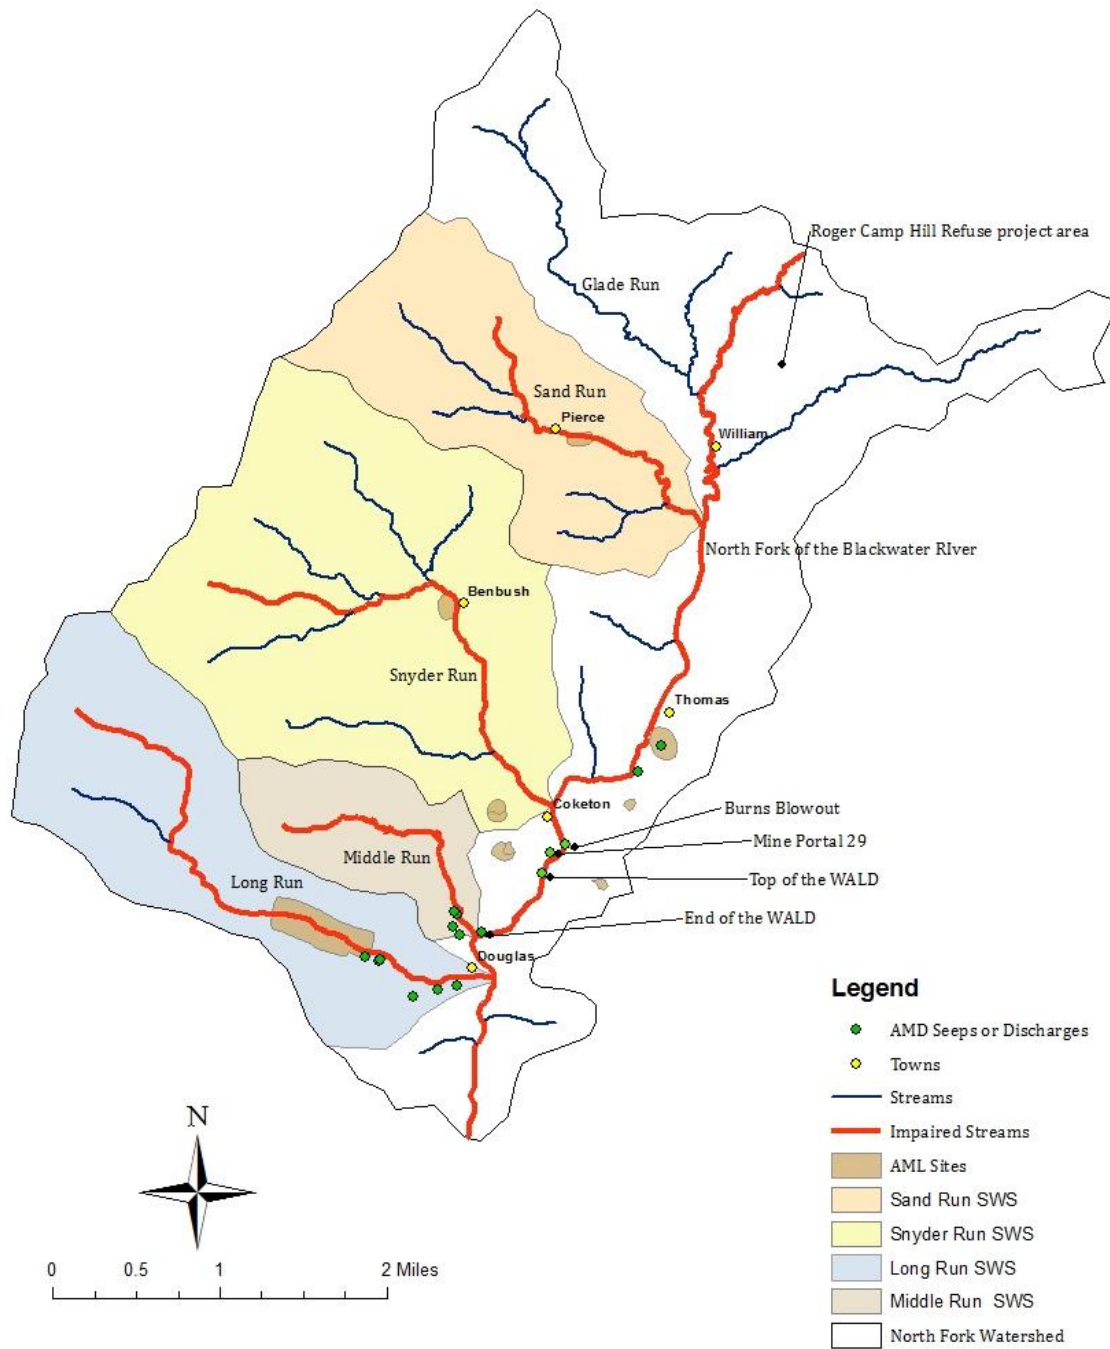 Roger Camp Hill Refuse project area
Glade Run
Sand Run
Pierce
William
North Fork of the Blackwater RIver
Benbush
Snyder Run
Thomas
Coketon
Burns Blowout
Mine Portal 29
Middle Run
Top of the WALD
Long Run
End of the WALD
Douglas
Legend
AMD Seeps or Discharges
Towns
Streams
Impaired Streams
AML Sites
Sand Run SWS
Snyder Run SWS
Long Run SWS
Middle Run SWS
North Fork Watershed
N
0 0.5 1 2 Miles